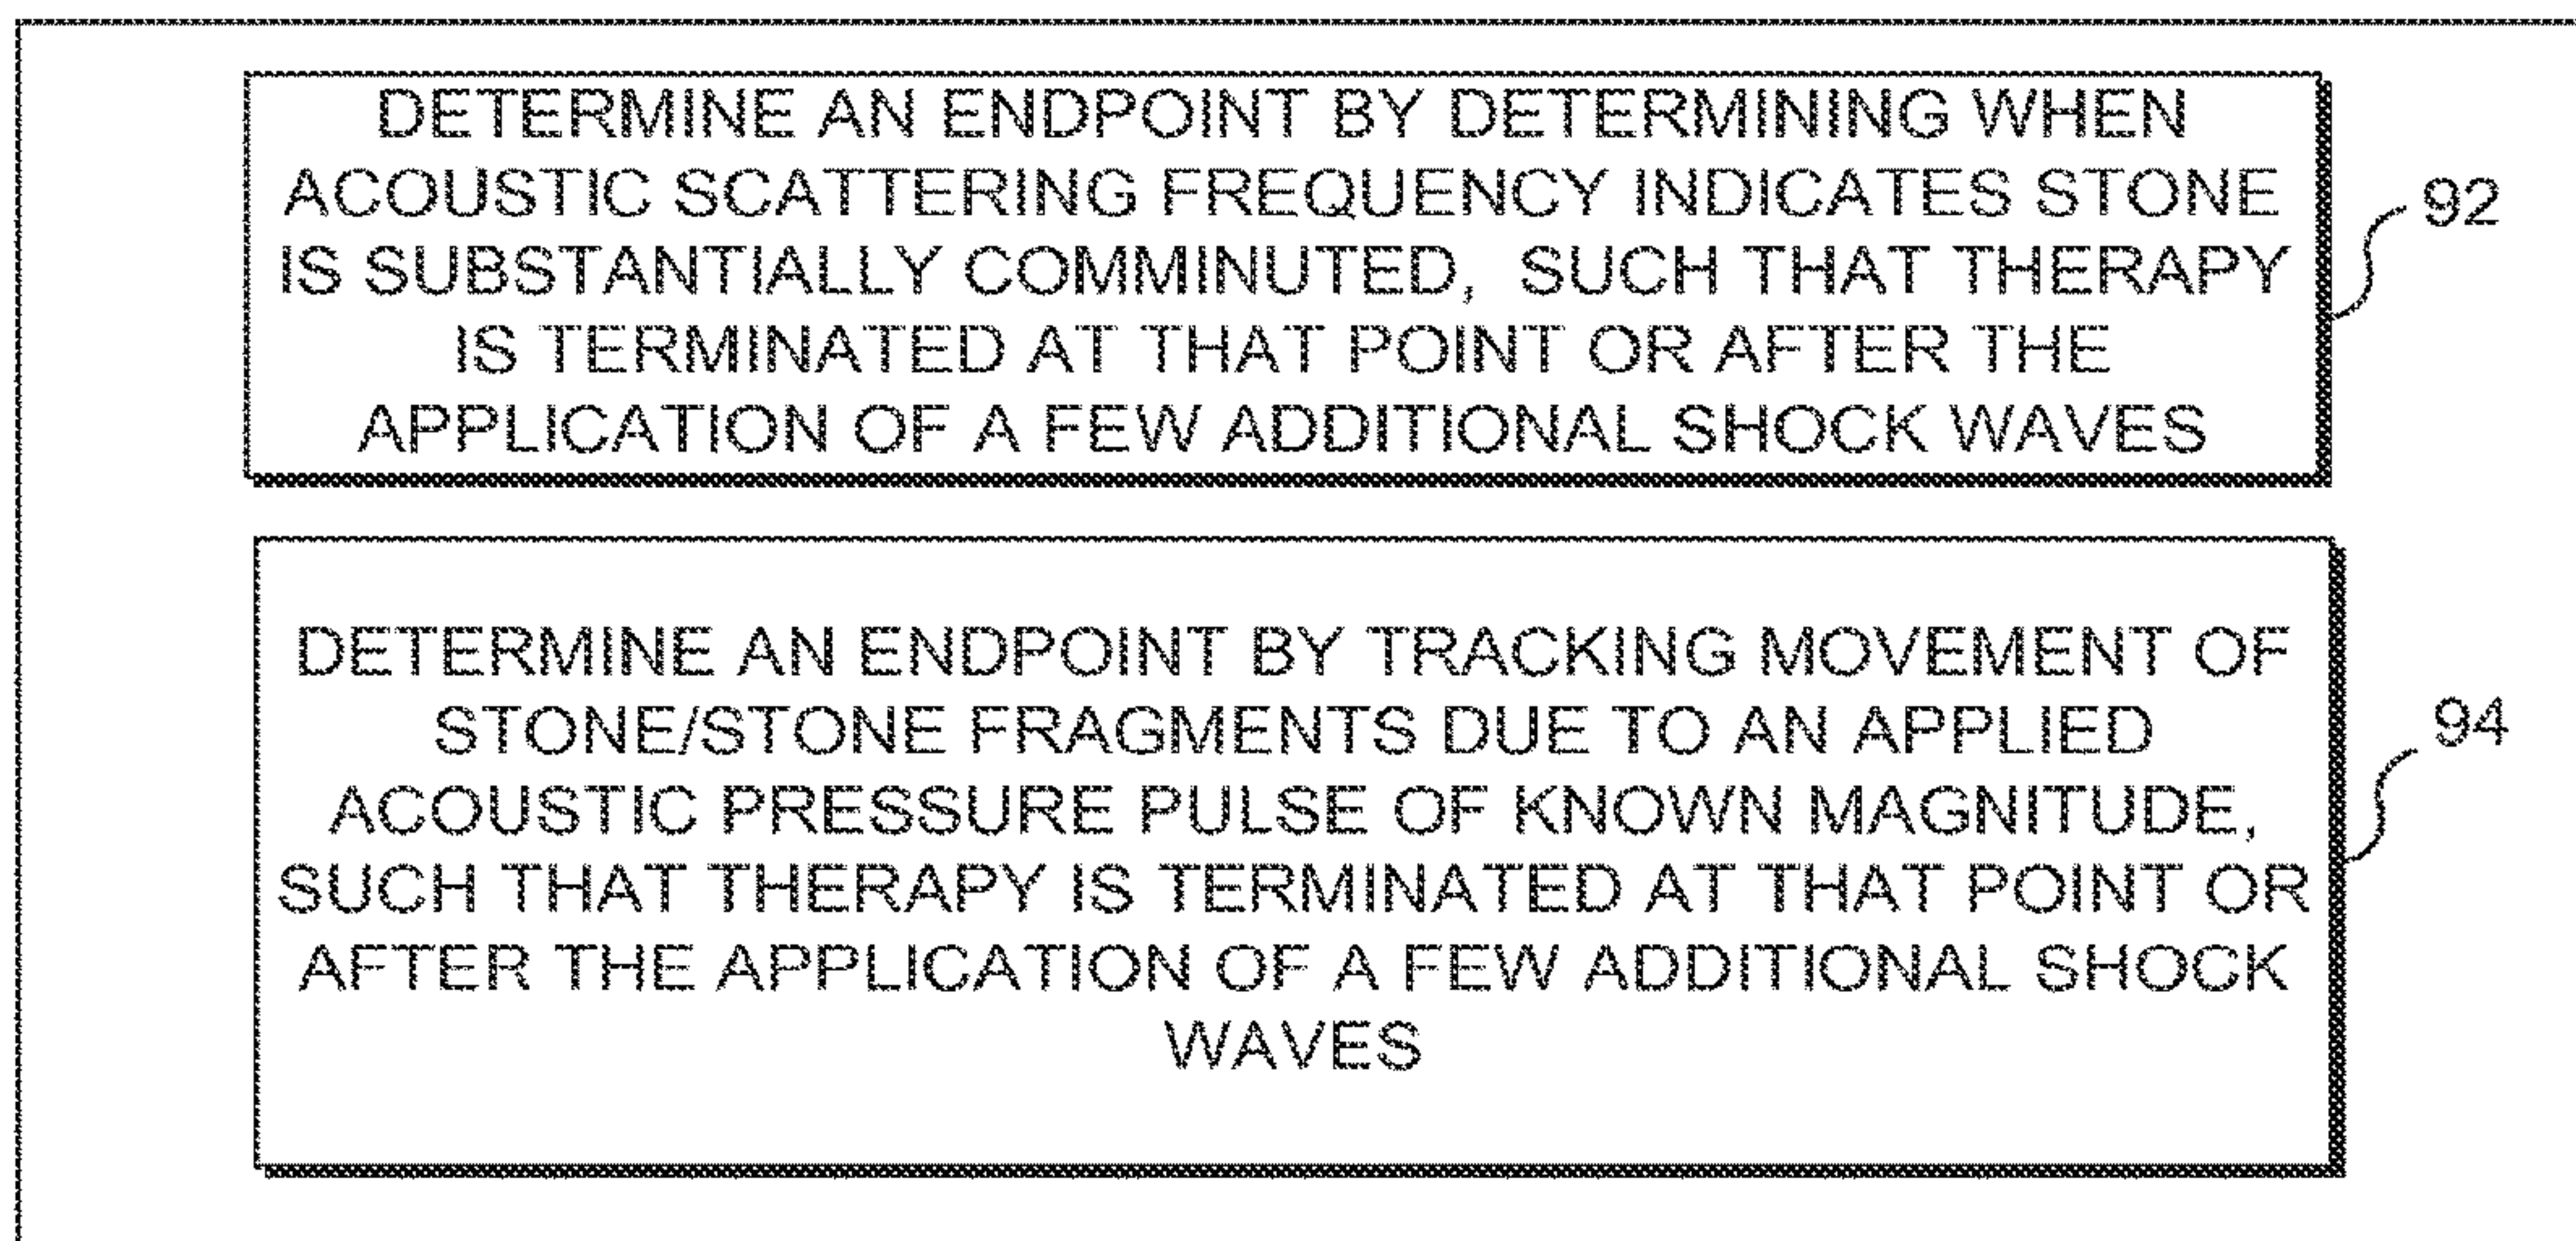 DETERMINE AN ENDPOINT BY DETERMINING WHEN
ACOUSTIC SCATTERING FREQUENCY INDICATES STONE
IS SUBSTANTIALLY COMMINUTED, SUCH THAT THERAPY
IS TERMINATED AT THAT POINT OR AFTER THE
APPLICATION OF A FEW ADDITIONAL SHOCK WAVES
92
DETERMINE AN ENDPOINT BY TRACKING MOVEMENT OF
STONE/STONE FRAGMENTS DUE TO AN APPLIED
ACOUSTIC PRESSURE PULSE OF KNOWN MAGNITUDE,
SUCH THAT THERAPY IS TERMINATED AT THAT POINT OR
AFTER THE APPLICATION OF A FEW ADDITIONAL SHOCK
WAVES
94